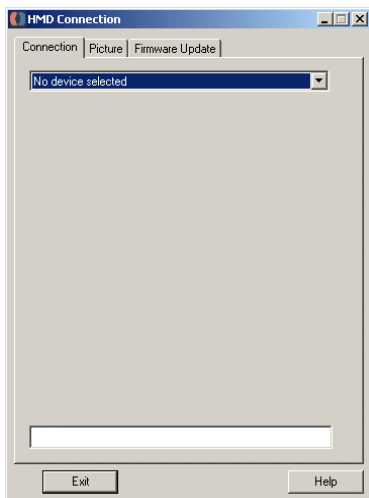 HMD Connection
Connection Picture Firmware Update
No device selected
Exit Help